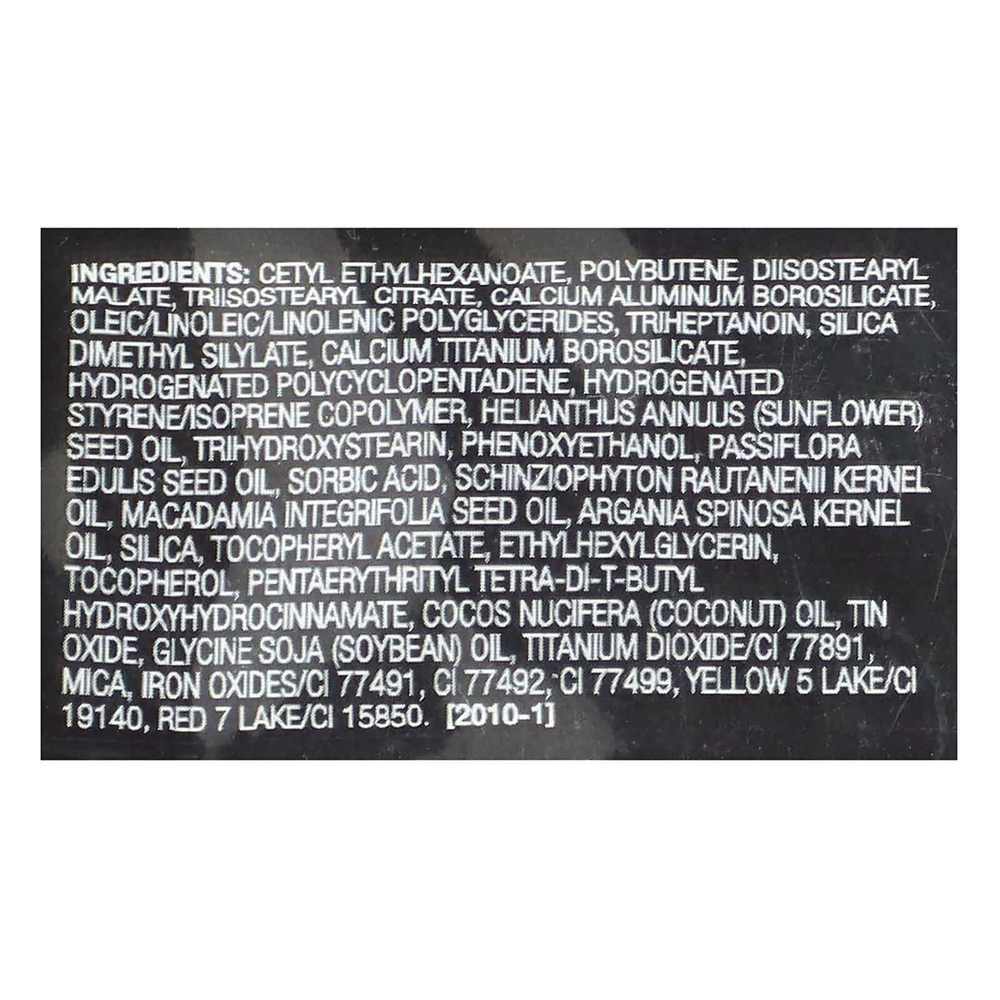 INGREDIENTS: CETYL ETHYLHEXANOATE, POLYBUTENE, DIISOSTEARYL
MALATE, TRIISOSTEARYL CITRATE, CALCIUM ALUMINUM BOROSILICATE,
OLEIC/LINOLEIC/LINOLENIC POLYGLYCERIDES, TRIHEPTANOIN, SILICA
DIMETHYL SILYLATE, CALCIUM TITANIUM BOROSILICATE,
HYDROGENATED POLYCYCLOPENTADIENE, HYDROGENATED
STYRENE/ISOPRENE COPOLYMER, HELIANTHUS ANNUUS (SUNFLOWER)
SEED OIL, TRIHYDROXYSTEARIN, PHENOXYETHANOL, PASSIFLORA
EDULIS SEED OIL, SORBIC ACID, SCHINZIOPHYTON RAUTANENII KERNEL
OIL, MACADAMIA INTEGRIFOLIA SEED OIL, ARGANIA SPINOSA KERNEL
OIL, SILICA, TOCOPHERYL ACETATE, ETHYLHEXYLGLYCERIN,
TOCOPHEROL, PENTAERYTHRITYL TETRA-DI-T-BUTYL
HYDROXYHYDROCINNAMATE, COCOS NUCIFERA (COCONUT) OIL, TIN
OXIDE, GLYCINE SOJA (SOYBEAN) OIL, TITANIUM DIOXIDE/CI 77891,
MICA, IRON OXIDES/CI 77491, CI 77492, CI 77499, YELLOW 5 LAKE/CI
19140, RED 7 LAKE/CI 15850. [2010-1]